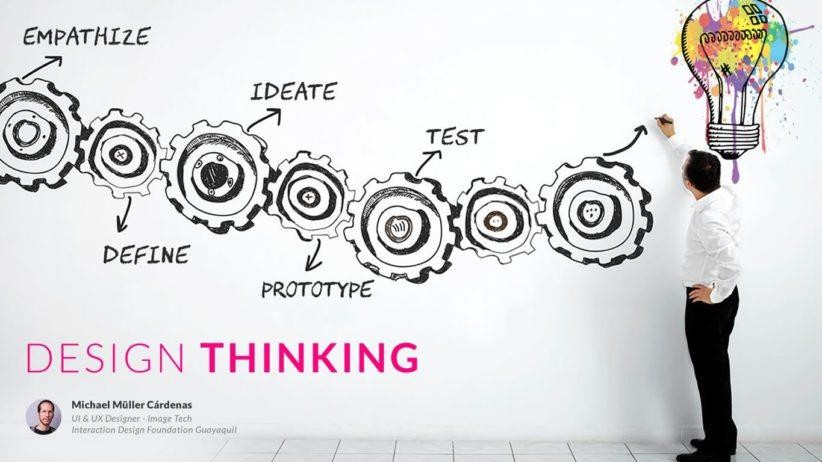 EMPATHIZE
IDEATE
TEST
DEFINE
PROTOTYPE
DESIGN THINKING
Michael Müller Cárdenas
UI & UX Designer - Image Tech
Interaction Design Foundation Guayaquil